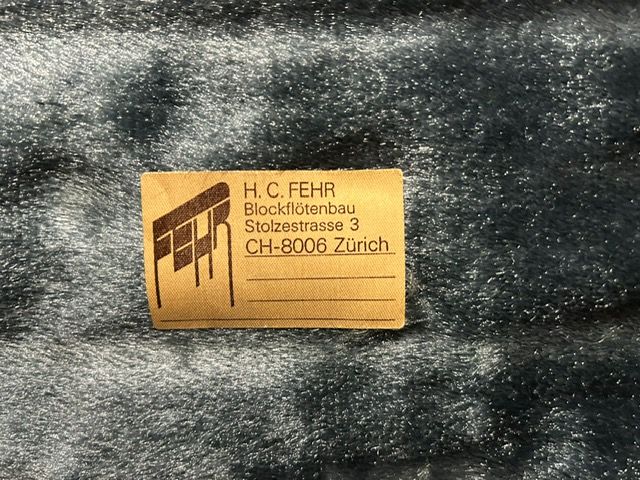 FEHR
H. C. FEHR
Blockflötenbau
Stolzestrasse 3
CH-8006 Zürich